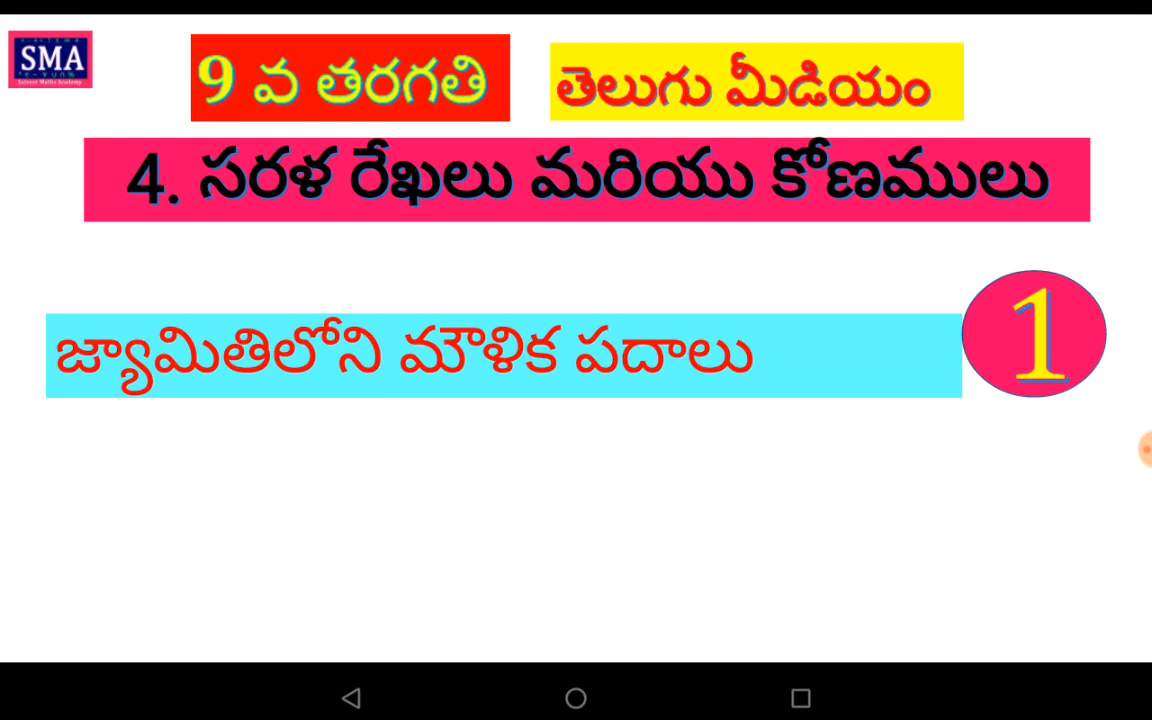 SMA
9 వ తరగతి తెలుగు మీడియం
4. సరళ రేఖలు మరియు కోణములు
జ్యామితిలోని మౌళిక పదాలు
1